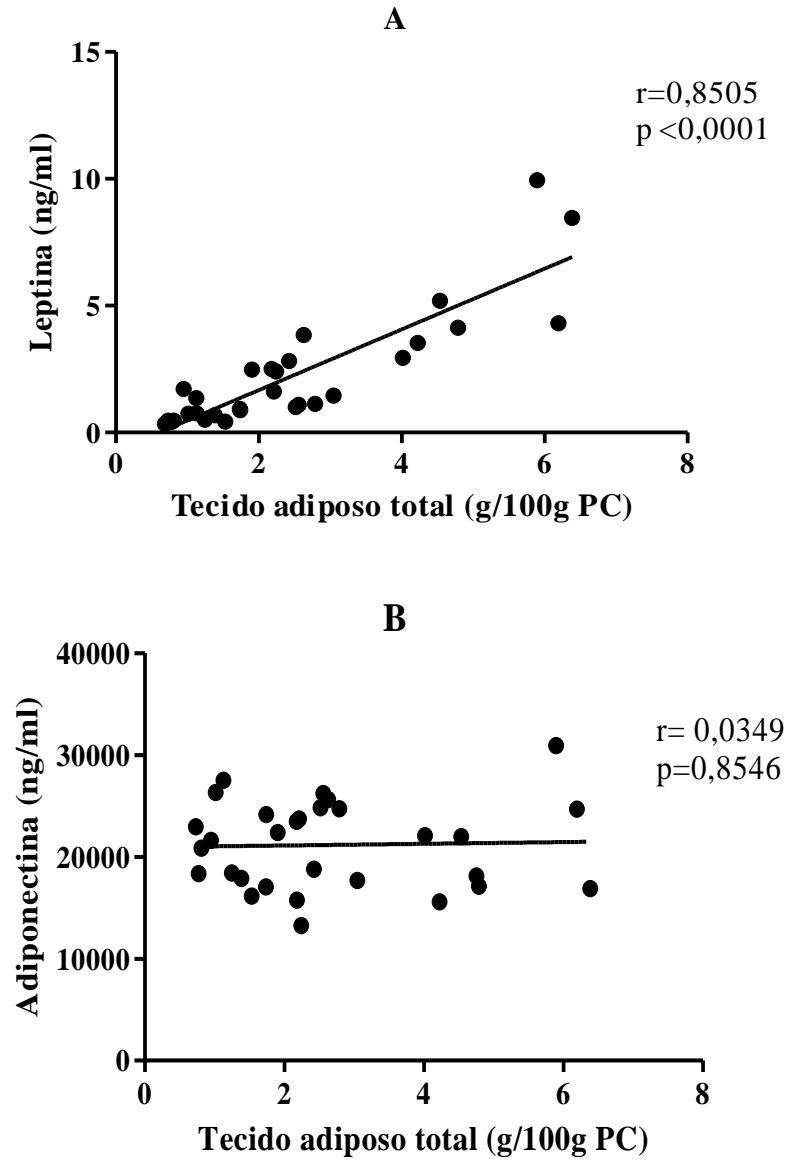 A
15
10
5
0
Leptina (ng/ml)
r=0,8505
p <0,0001
0 2 4 6 8
Tecido adiposo total (g/100g PC)
B
40000
30000
20000
10000
0
Adiponectina (ng/ml)
r= 0,0349
p=0,8546
0 2 4 6 8
Tecido adiposo total (g/100g PC)